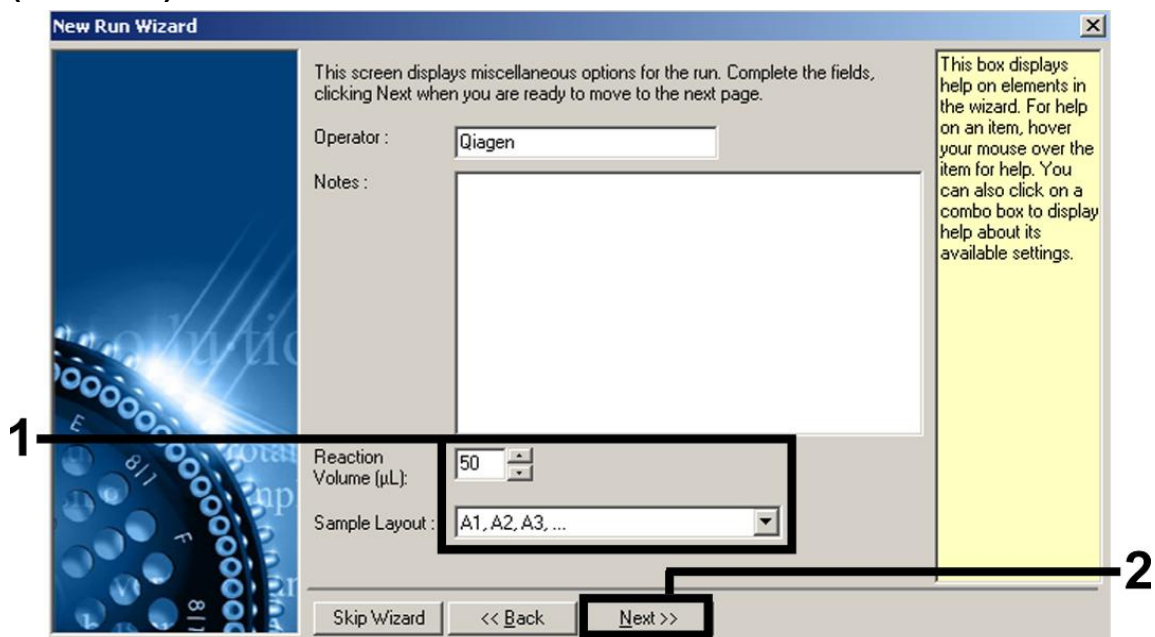 New Run Wizard
This screen displays miscellaneous options for the run. Complete the fields,
clicking Next when you are ready to move to the next page.
Operator :
Qiagen
Notes :
Reaction
Volume (µL):
50
Sample Layout :
A1, A2, A3, ...
Skip Wizard
<< Back
Next >>
This box displays
help on elements in
the wizard. For help
on an item, hover
your mouse over the
item for help. You
can also click on a
combo box to display
help about its
available settings.
1
2
E
8/1
F
8/1